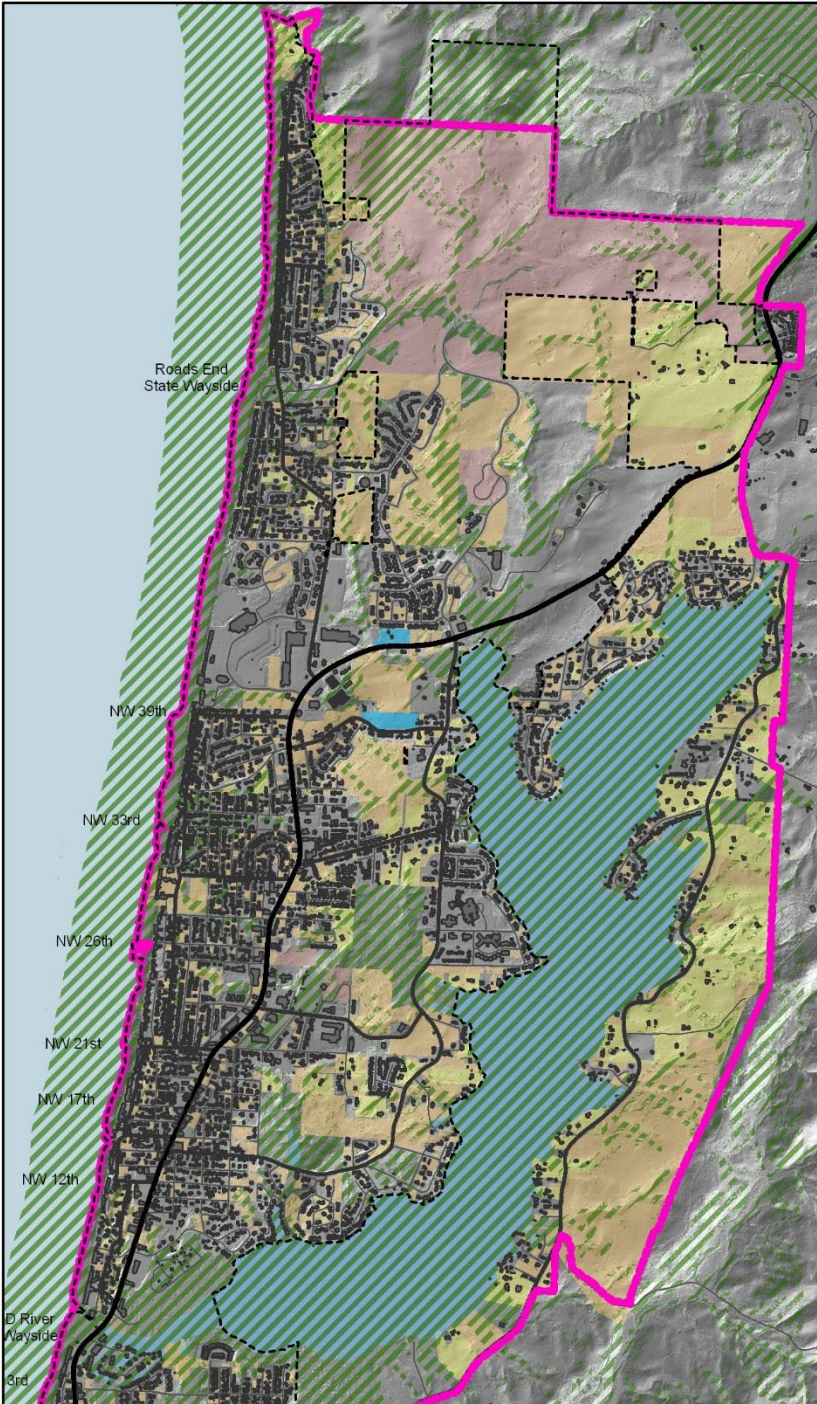 Roads End
State Wayside
NW 39th
NW 33rd
NW 26th
NW 21st
NW 17th
NW 12th
D River
Wayside
3rd